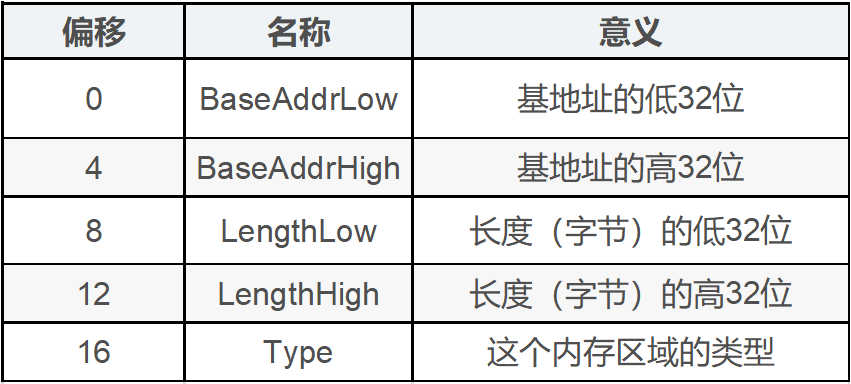 偏移 名称 意义
0 BaseAddrLow 基地址的低32位
4 BaseAddrHigh 基地址的高32位
8 LengthLow 长度（字节）的低32位
12 LengthHigh 长度（字节）的高32位
16 Type 这个内存区域的类型